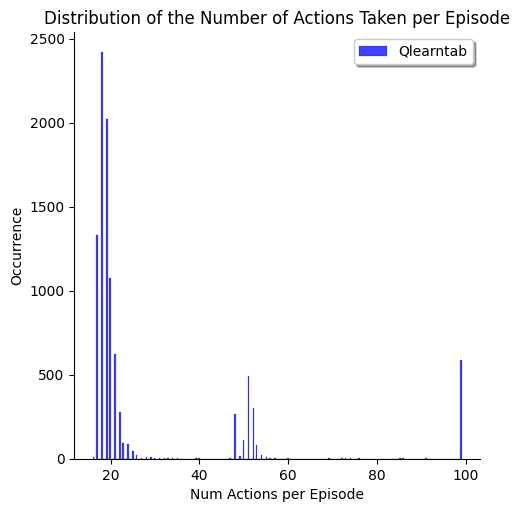 Distribution of the Number of Actions Taken per Episode
Qlearntab
2500
2000
1500
1000
500
0
Occurrence
20
40
60
80
100
Num Actions per Episode